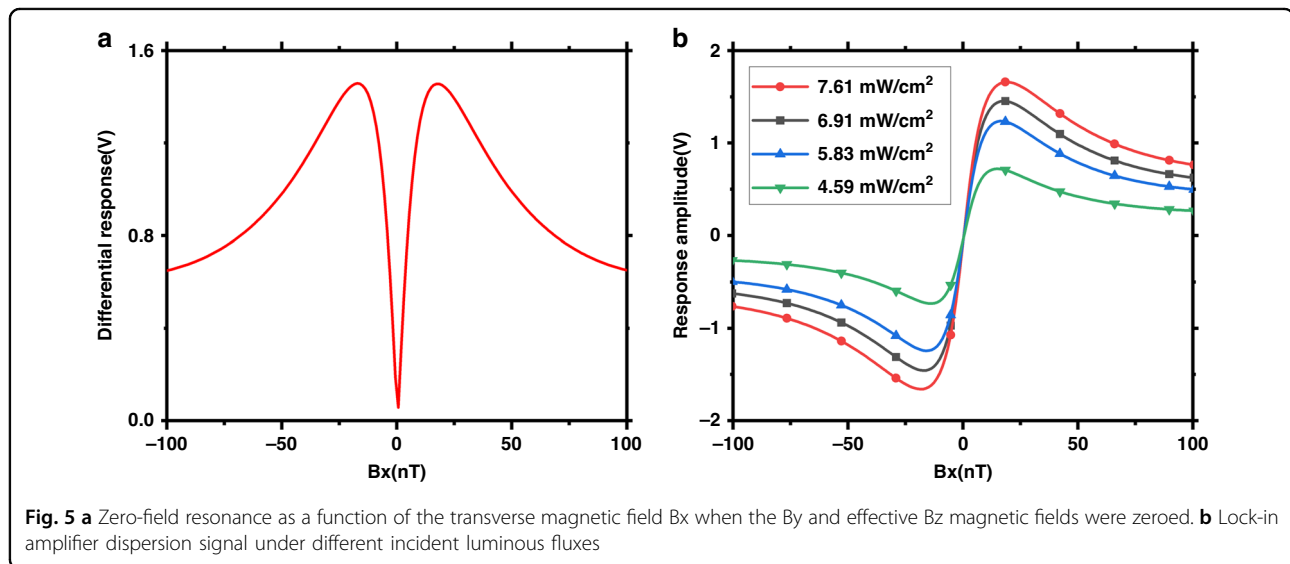 a
1.6
0.8
0.0
Differential response(V)
−100
−50
0
50
100
Bx(nT)
b
2
1
0
−1
−2
Response amplitude(V)
7.61 mW/cm²
6.91 mW/cm²
5.83 mW/cm²
4.59 mW/cm²
−100
−50
0
50
100
Bx(nT)
Fig. 5 a Zero-field resonance as a function of the transverse magnetic field Bx when the By and effective Bz magnetic fields were zeroed. b Lock-in
amplifier dispersion signal under different incident luminous fluxes